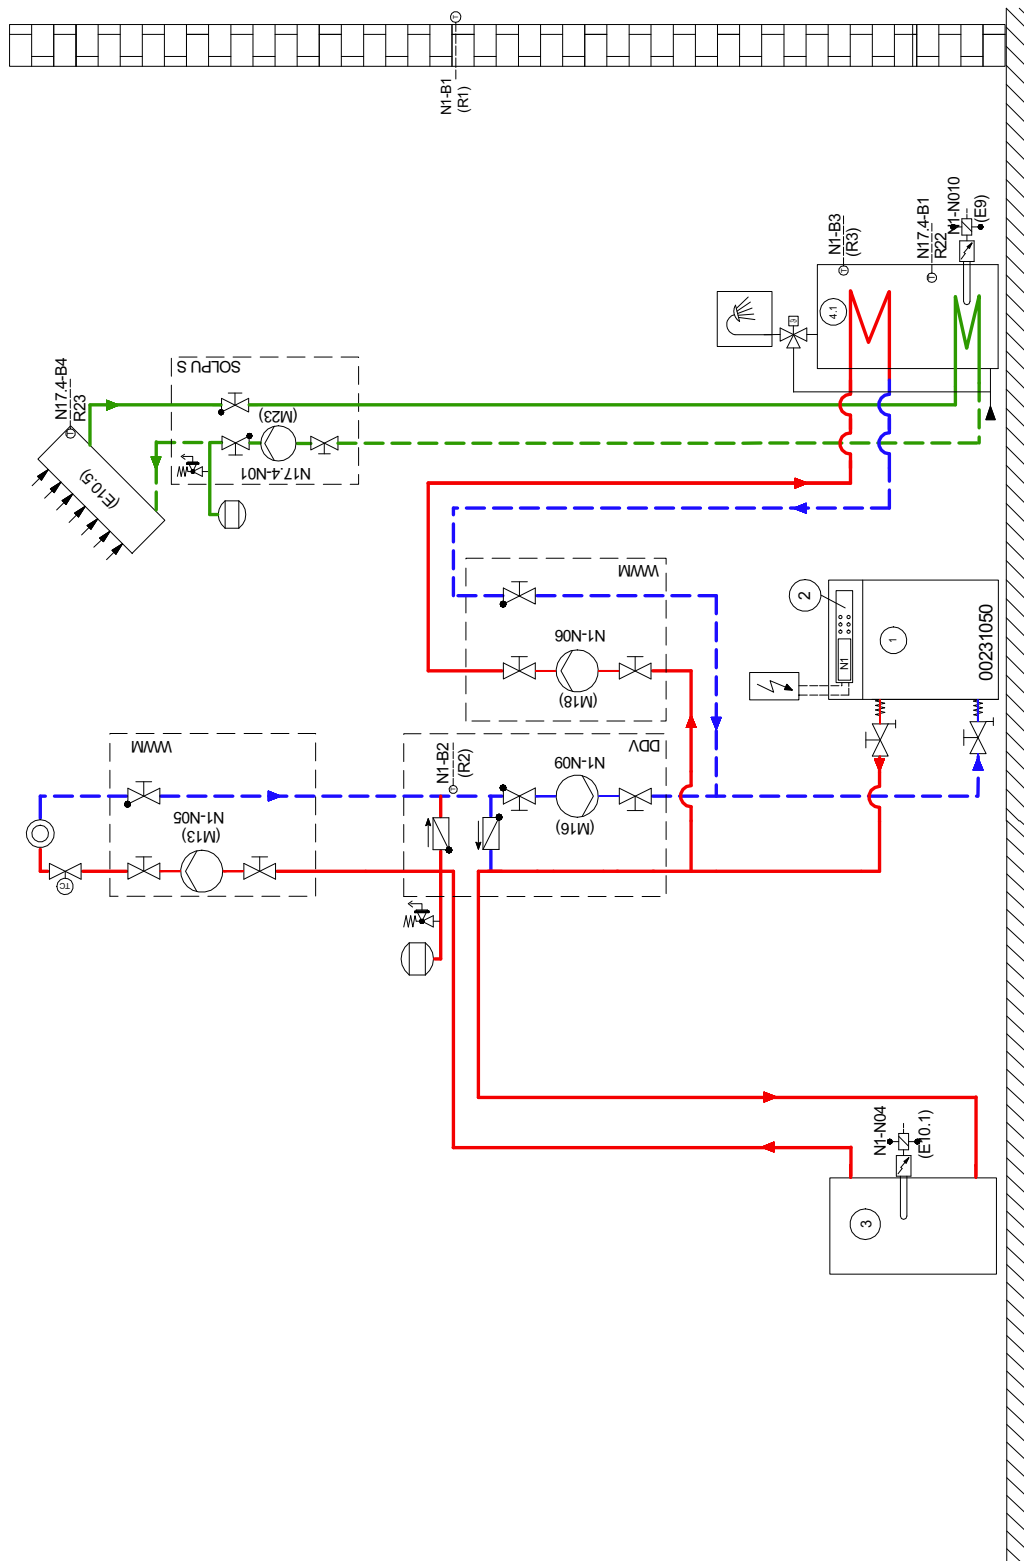 N1-B1
(R1)
N17.4-B4
R23
(E10.5)
SOLPU S
(M23)
N17.4-N01
N1-B3
(R3)
N17.4-B1
R22
N1-N010
(E9)
4.1
WWM
N1-N06
(M18)
2
N1
1
00231050
WWM
N1-N05
(M13)
TC
N1-B2
(R2)
DDV
N1-N09
(M16)
N1-N04
(E10.1)
3
T
T
T
T